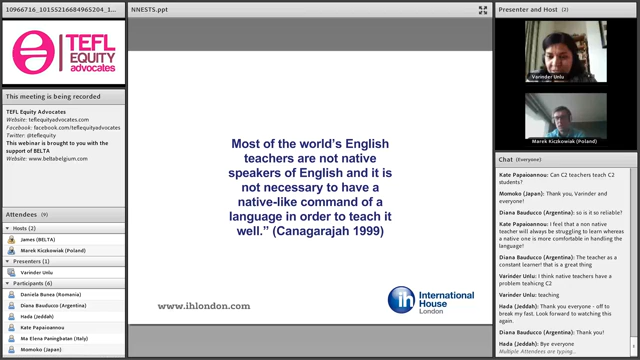 10966716_10155216684965204_1...
NNESTS.ppt
Presenter and Host (2)
TEFL
EQUITY
advocates
Varinder Unlu
Marek Kiczkowiak (Poland)
This meeting is being recorded
TEFL Equity Advocates
Website: teflequityadvocates.com
Facebook: facebook.com/teflequityadvocates
Twitter: @teflequity
This webinar is brought to you with the
support of BELTA
Website: www.beltabelgium.com
Attendees (9)
Hosts (2)
James (BELTA)
Marek Kiczkowiak (Poland)
Presenters (1)
Varinder Unlu
Participants (6)
Daniela Bunea (Romania)
Diana Bauducco (Argentina)
Hada (Jeddah)
Kate Papaioannou
Ma Elena Peningbatan (Italy)
Momoko (Japan)
Most of the world's English
teachers are not native
speakers of English and it is
not necessary to have a
native-like command of a
language in order to teach it
well." (Canagarajah 1999)
www.ihlondon.com
ih
International
House
London
Chat (Everyone)
Kate Papaioannou: Can C2 teachers teach C2
students?
Momoko (Japan): Thank you, Varinder and
everyone!
Diana Bauducco (Argentina): so is it so reliable?
Kate Papaioannou: I feel that a non native
teacher will always be struggling to learn whereas
a native one is more comfortable in handling the
language!
Diana Bauducco (Argentina): The teacher as a
constant learner! that is a great thing
Varinder Unlu: I think native teachers have a
problem teahicng C2
Varinder Unlu: teaching
Hada (Jeddah): Thank you everyone - off to
break my fast. Look forward to watching this
again.
Diana Bauducco (Argentina): Thank you!
Hada (Jeddah): Bye everyone
Multiple Attendees are typing...